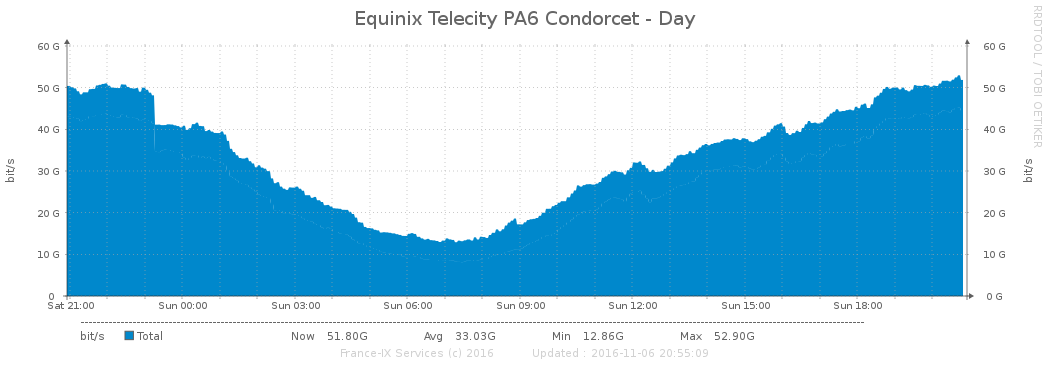 Equinix Telecity PA6 Condorcet - Day
RRDTOOL / TOBI OETIKER
60 G 60 G
50 G 50 G
40 G 40 G
30 G 30 G
20 G 20 G
10 G 10 G
0 0 G
bit/s bit/s
Sat 21:00 Sun 00:00 Sun 03:00 Sun 06:00 Sun 09:00 Sun 12:00 Sun 15:00 Sun 18:00
bit/s Total Now 51.80G Avg 33.03G Min 12.86G Max 52.90G
France-IX Services (c) 2016 Updated : 2016-11-06 20:55:09